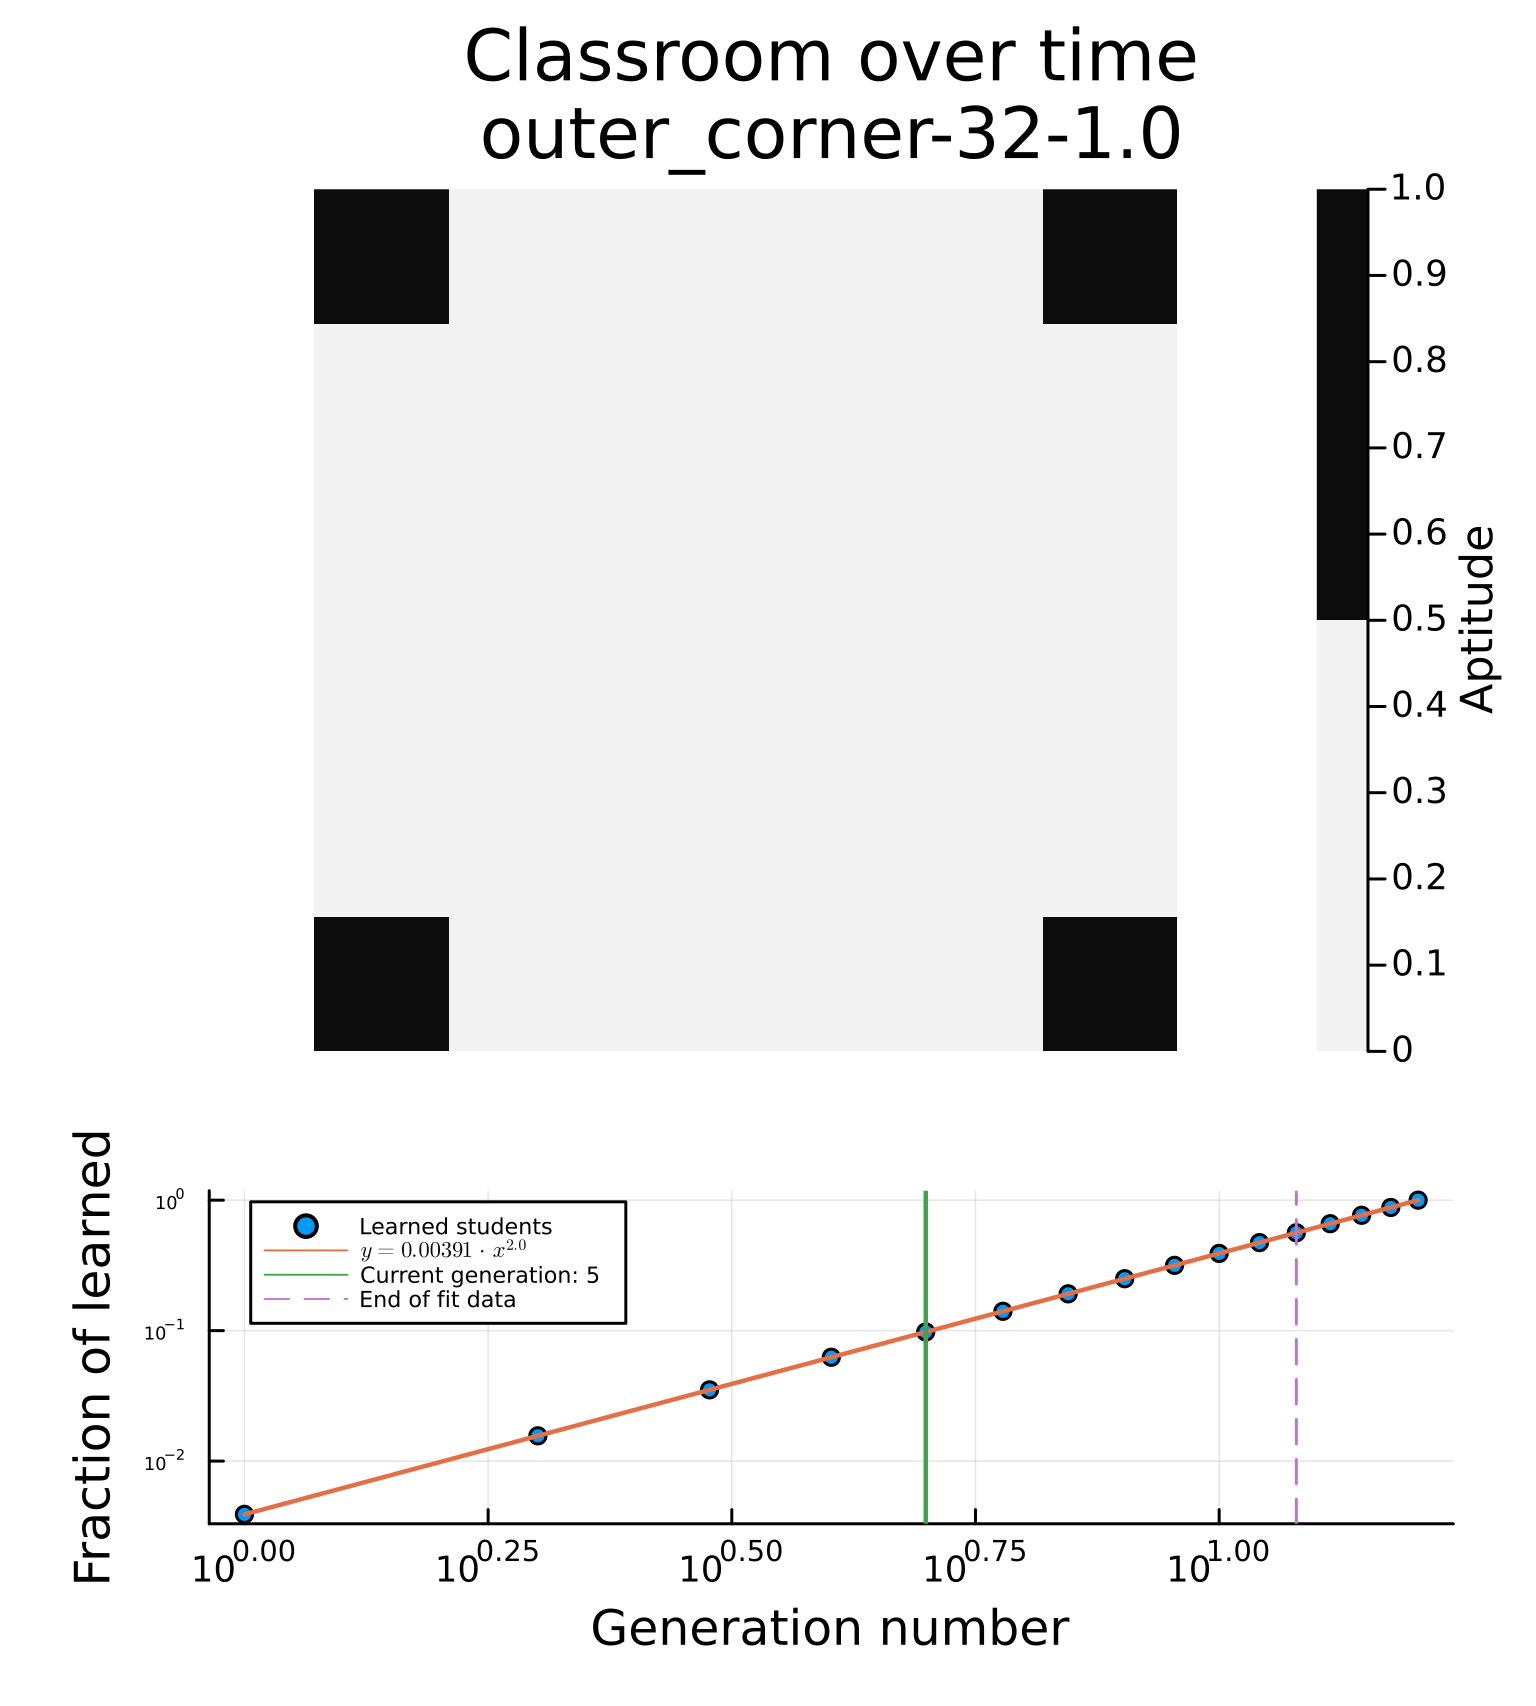 Classroom over time
outer_corner-32-1.0
1.0
0.9
0.8
0.7
0.6
0.5
0.4
0.3
0.2
0.1
0
Aptitude
Fraction of learned
10⁰
10⁻¹
10⁻²
Learned students
y = 0.00391 · x^{2.0}
Current generation: 5
End of fit data
10^{0.00} 10^{0.25} 10^{0.50} 10^{0.75} 10^{1.00}
Generation number